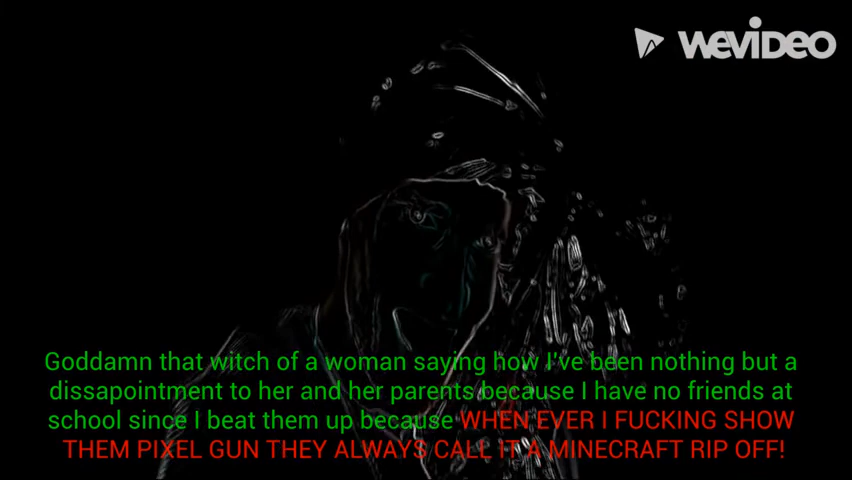 WEVIDEO
Goddamn that witch of a woman saying how I've been nothing but a
dissapointment to her and her parents because I have no friends at
school since I beat them up because WHEN EVER I FUCKING SHOW
THEM PIXEL GUN THEY ALWAYS CALL IT A MINECRAFT RIP OFF!